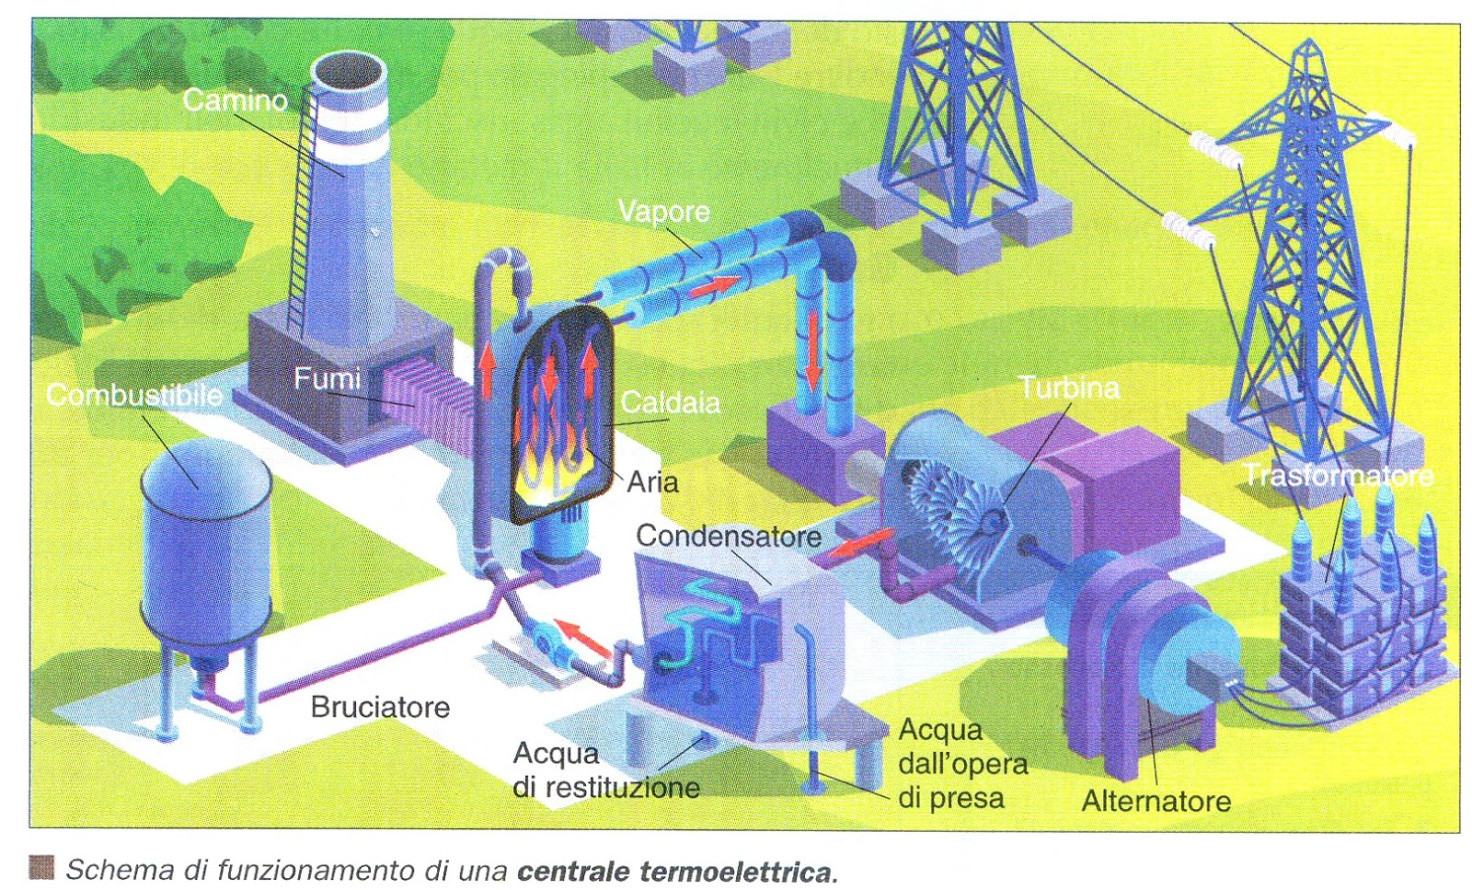 Camino
Vapore
Fumi
Combustibile
Caldaia
Turbina
Aria
Trasformatore
Condensatore
Bruciatore
Acqua
di restituzione
Acqua
dall'opera
di presa
Alternatore
Schema di funzionamento di una centrale termoelettrica.